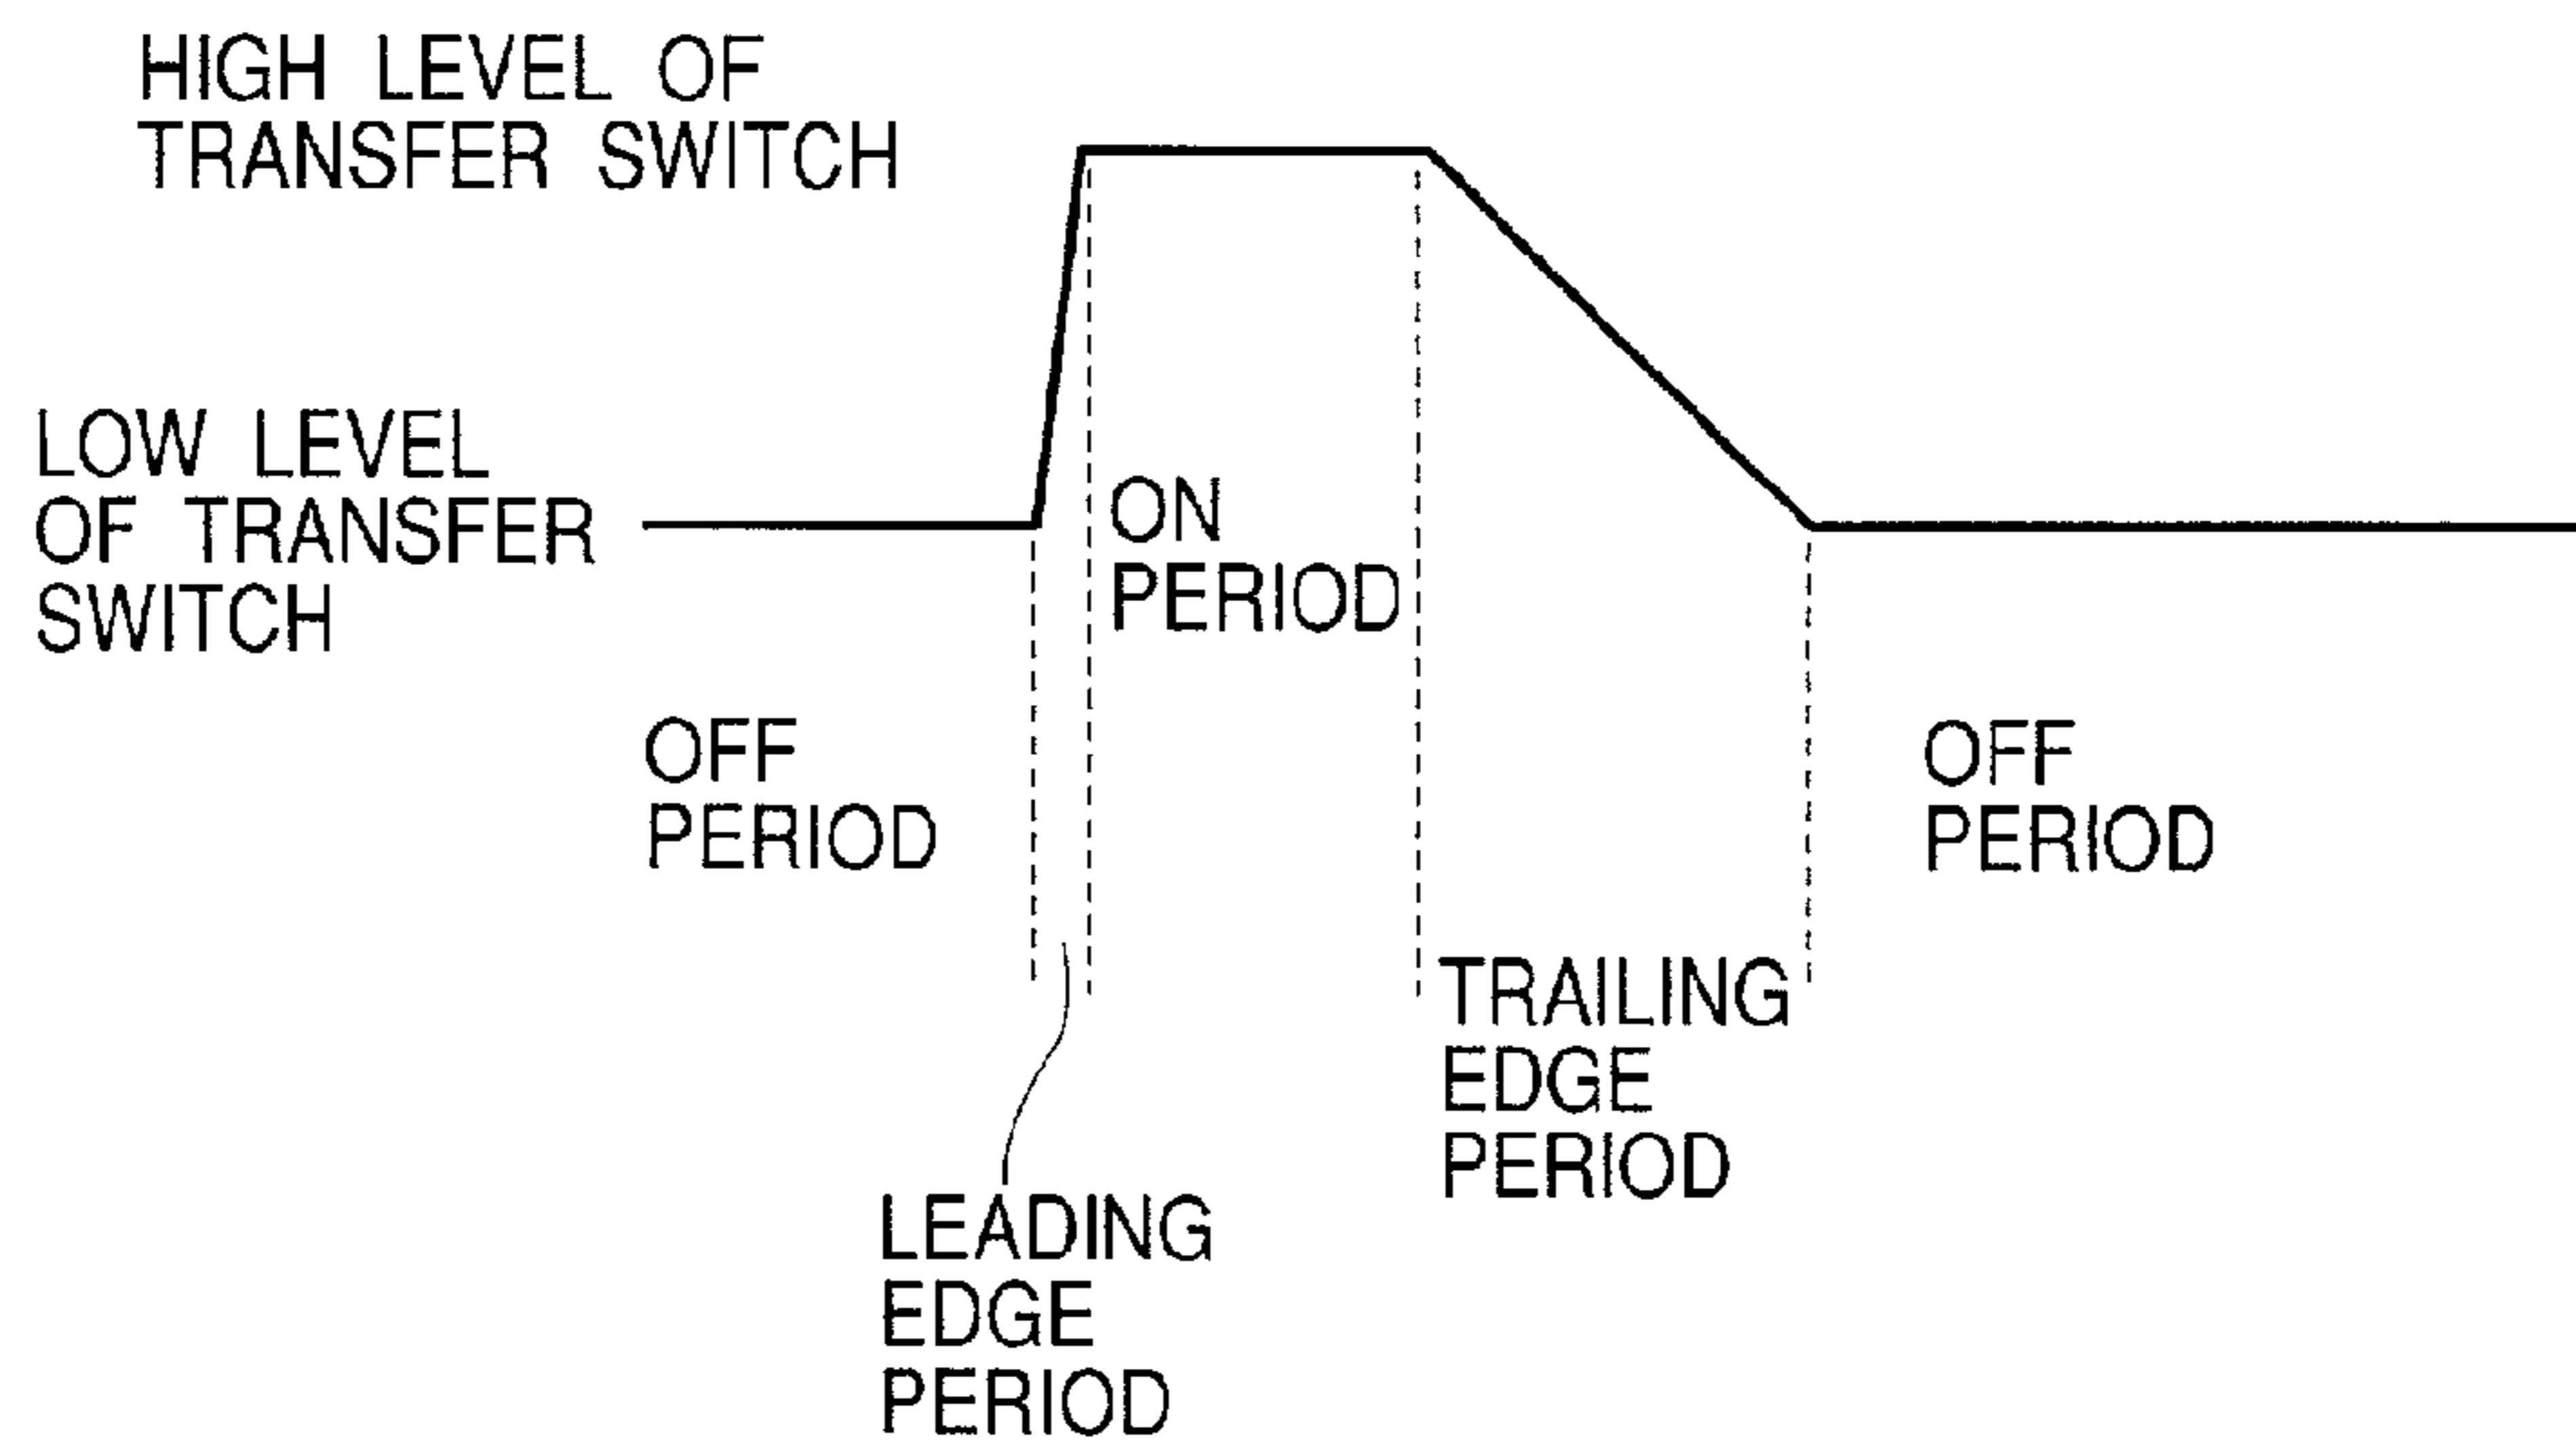 HIGH LEVEL OF
TRANSFER SWITCH
LOW LEVEL
OF TRANSFER
SWITCH
ON
PERIOD
OFF
PERIOD
OFF
PERIOD
TRAILING
EDGE
PERIOD
LEADING
EDGE
PERIOD